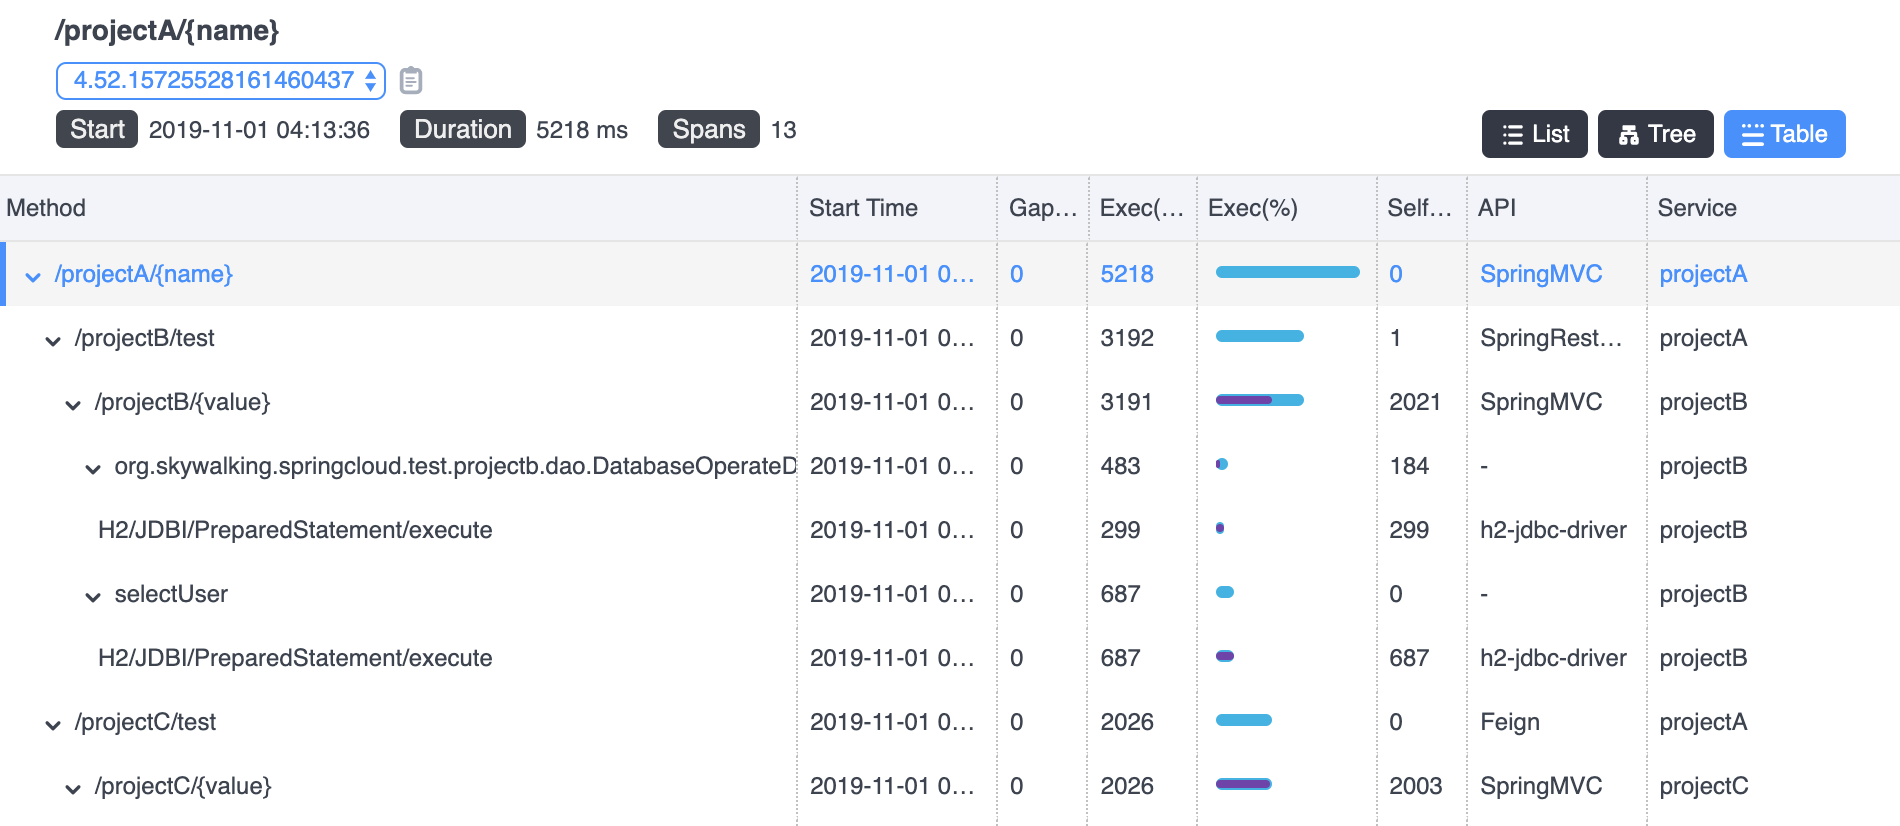 /projectA/{name}
4.52.15725528161460437
Start 2019-11-01 04:13:36 Duration 5218 ms Spans 13
List Tree Table
Method Start Time Gap... Exec(... Exec(%) Self... API Service
/projectA/{name} 2019-11-01 0... 0 5218 0 SpringMVC projectA
/projectB/test 2019-11-01 0... 0 3192 1 SpringRest... projectA
/projectB/{value} 2019-11-01 0... 0 3191 2021 SpringMVC projectB
org.skywalking.springcloud.test.projectb.dao.DatabaseOperateD 2019-11-01 0... 0 483 184 - projectB
H2/JDBI/PreparedStatement/execute 2019-11-01 0... 0 299 299 h2-jdbc-driver projectB
selectUser 2019-11-01 0... 0 687 0 - projectB
H2/JDBI/PreparedStatement/execute 2019-11-01 0... 0 687 687 h2-jdbc-driver projectB
/projectC/test 2019-11-01 0... 0 2026 0 Feign projectA
/projectC/{value} 2019-11-01 0... 0 2026 2003 SpringMVC projectC